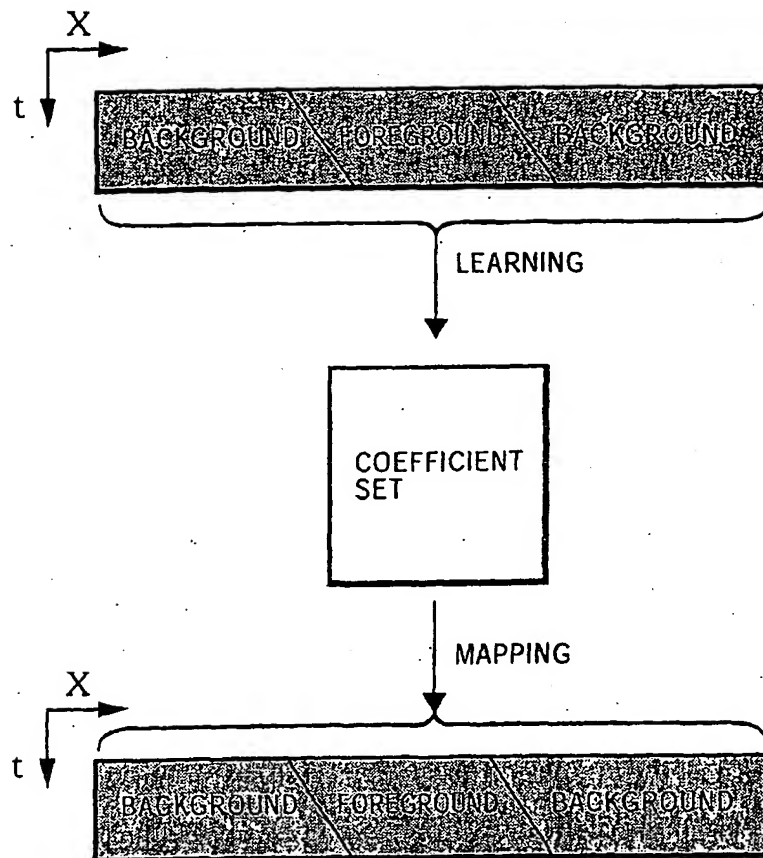 X
t
BACKGROUND FOREGROUND BACKGROUND
LEARNING
COEFFICIENT
SET
MAPPING
X
t
BACKGROUND FOREGROUND BACKGROUND